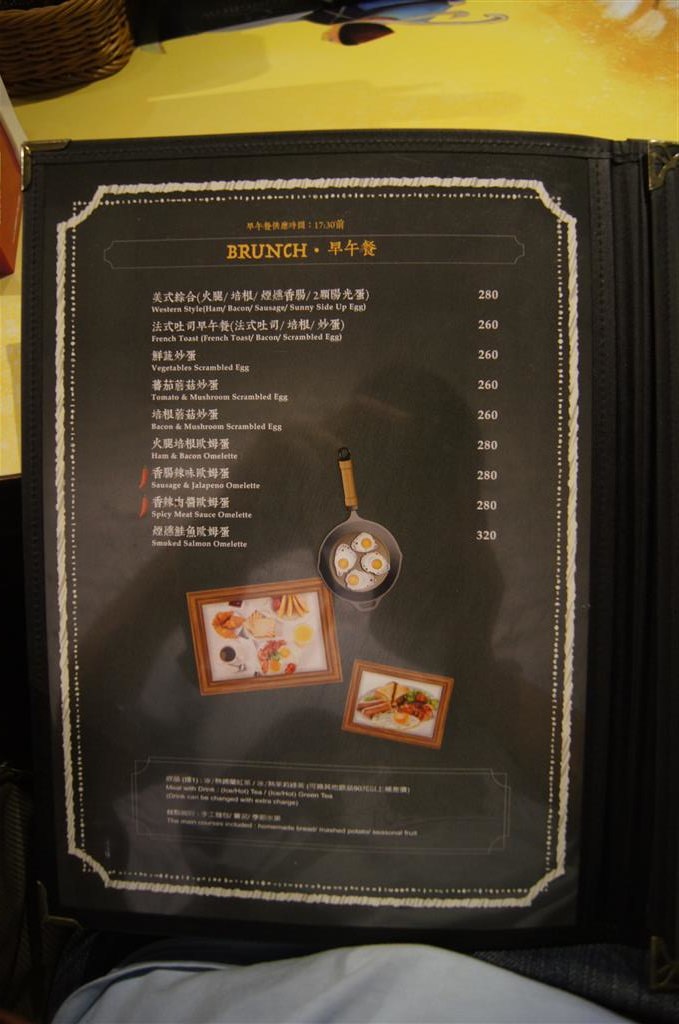 早午餐供應時間：17:30前
BRUNCH • 早午餐
美式綜合(火腿/培根/煙燻香腸/2顆陽光蛋) 280
Western Style(Ham/ Bacon/ Sausage/ Sunny Side Up Egg)
法式吐司早午餐(法式吐司/培根/炒蛋) 260
French Toast (French Toast/ Bacon/ Scrambled Egg)
鮮蔬炒蛋 260
Vegetables Scrambled Egg
蕃茄蘑菇炒蛋 260
Tomato & Mushroom Scrambled Egg
培根蘑菇炒蛋 260
Bacon & Mushroom Scrambled Egg
火腿培根歐姆蛋 280
Ham & Bacon Omelette
香腸辣味歐姆蛋 280
Sausage & Jalapeno Omelette
香辣肉醬歐姆蛋 280
Spicy Meat Sauce Omelette
煙燻鮭魚歐姆蛋 320
Smoked Salmon Omelette
Meal with Drink : (Ice/Hot) Tea / (Ice/Hot) Green Tea
(Drink can be changed with extra charge)
The main courses included : homemade bread/ mashed potato/ seasonal fruit